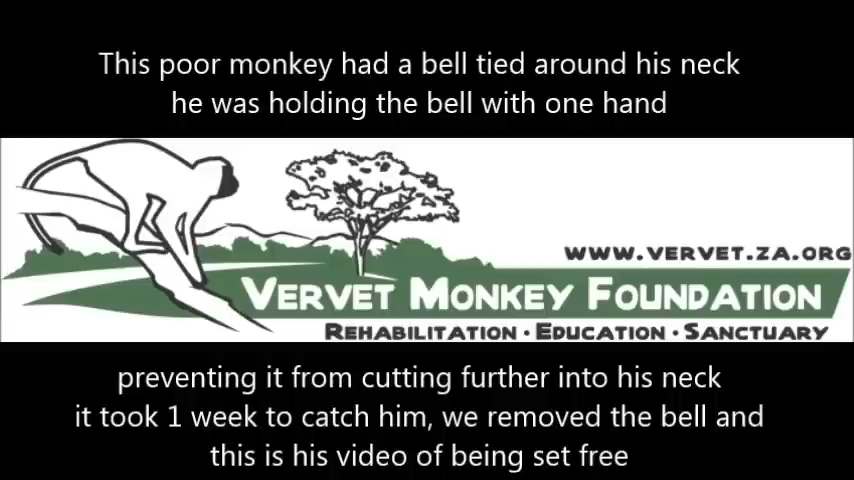 This poor monkey had a bell tied around his neck
he was holding the bell with one hand
WWW.VERVET.ZA.ORG
VERVET MONKEY FOUNDATION
REHABILITATION · EDUCATION · SANCTUARY
preventing it from cutting further into his neck
it took 1 week to catch him, we removed the bell and
this is his video of being set free